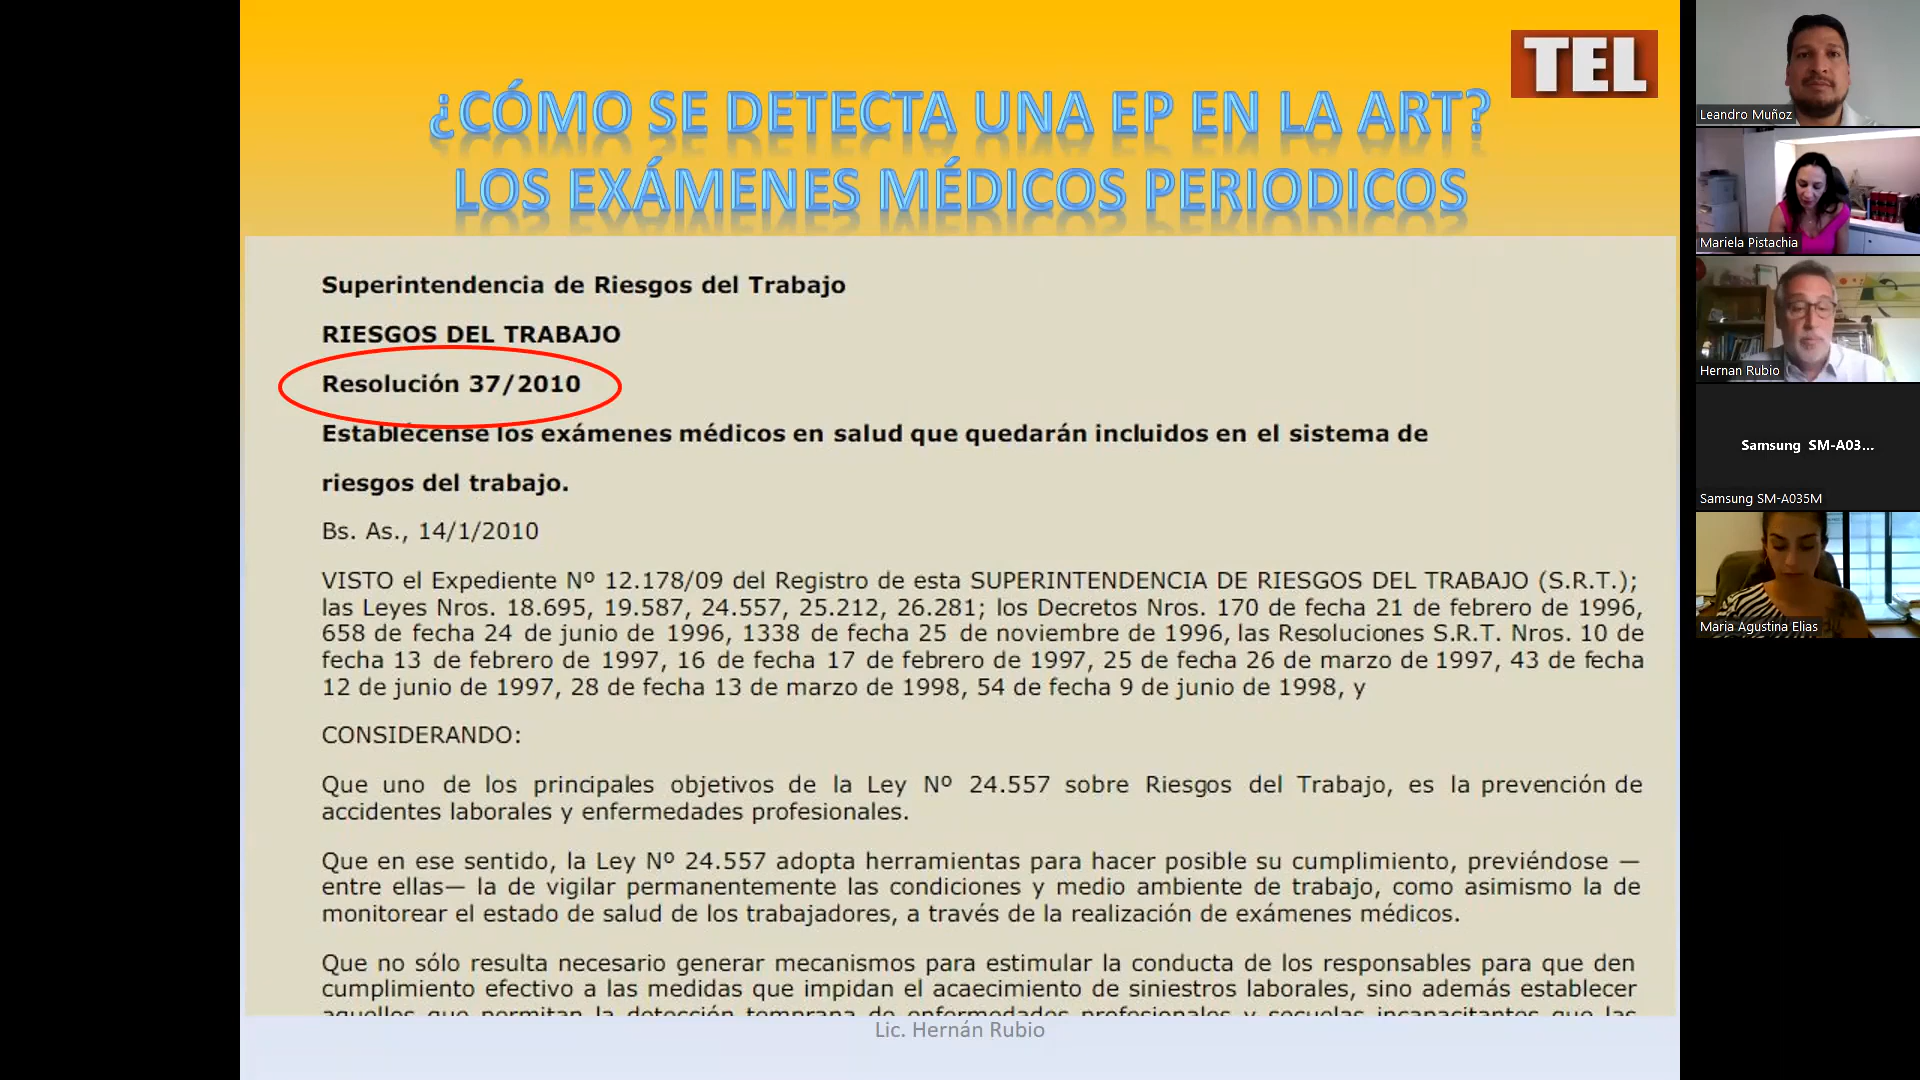 TEL
¿CÓMO SE DETECTA UNA EP EN LA ART?
LOS EXÁMENES MÉDICOS PERIODICOS
Superintendencia de Riesgos del Trabajo
RIESGOS DEL TRABAJO
Resolución 37/2010
Establécense los exámenes médicos en salud que quedarán incluidos en el sistema de
riesgos del trabajo.
Bs. As., 14/1/2010
VISTO el Expediente Nº 12.178/09 del Registro de esta SUPERINTENDENCIA DE RIESGOS DEL TRABAJO (S.R.T.);
las Leyes Nros. 18.695, 19.587, 24.557, 25.212, 26.281; los Decretos Nros. 170 de fecha 21 de febrero de 1996,
658 de fecha 24 de junio de 1996, 1338 de fecha 25 de noviembre de 1996, las Resoluciones S.R.T. Nros. 10 de
fecha 13 de febrero de 1997, 16 de fecha 17 de febrero de 1997, 25 de fecha 26 de marzo de 1997, 43 de fecha
12 de junio de 1997, 28 de fecha 13 de marzo de 1998, 54 de fecha 9 de junio de 1998, y
CONSIDERANDO:
Que uno de los principales objetivos de la Ley Nº 24.557 sobre Riesgos del Trabajo, es la prevención de
accidentes laborales y enfermedades profesionales.
Que en ese sentido, la Ley Nº 24.557 adopta herramientas para hacer posible su cumplimiento, previéndose —
entre ellas— la de vigilar permanentemente las condiciones y medio ambiente de trabajo, como asimismo la de
monitorear el estado de salud de los trabajadores, a través de la realización de exámenes médicos.
Que no sólo resulta necesario generar mecanismos para estimular la conducta de los responsables para que den
cumplimiento efectivo a las medidas que impidan el acaecimiento de siniestros laborales, sino además establecer
aquellos que permitan la detección temprana de enfermedades profesionales y secuelas incapacitantes que las
Lic. Hernán Rubio
Leandro Muñoz
Mariela Pistachia
Hernan Rubio
Samsung SM-A03...
Samsung SM-A035M
Maria Agustina Elias